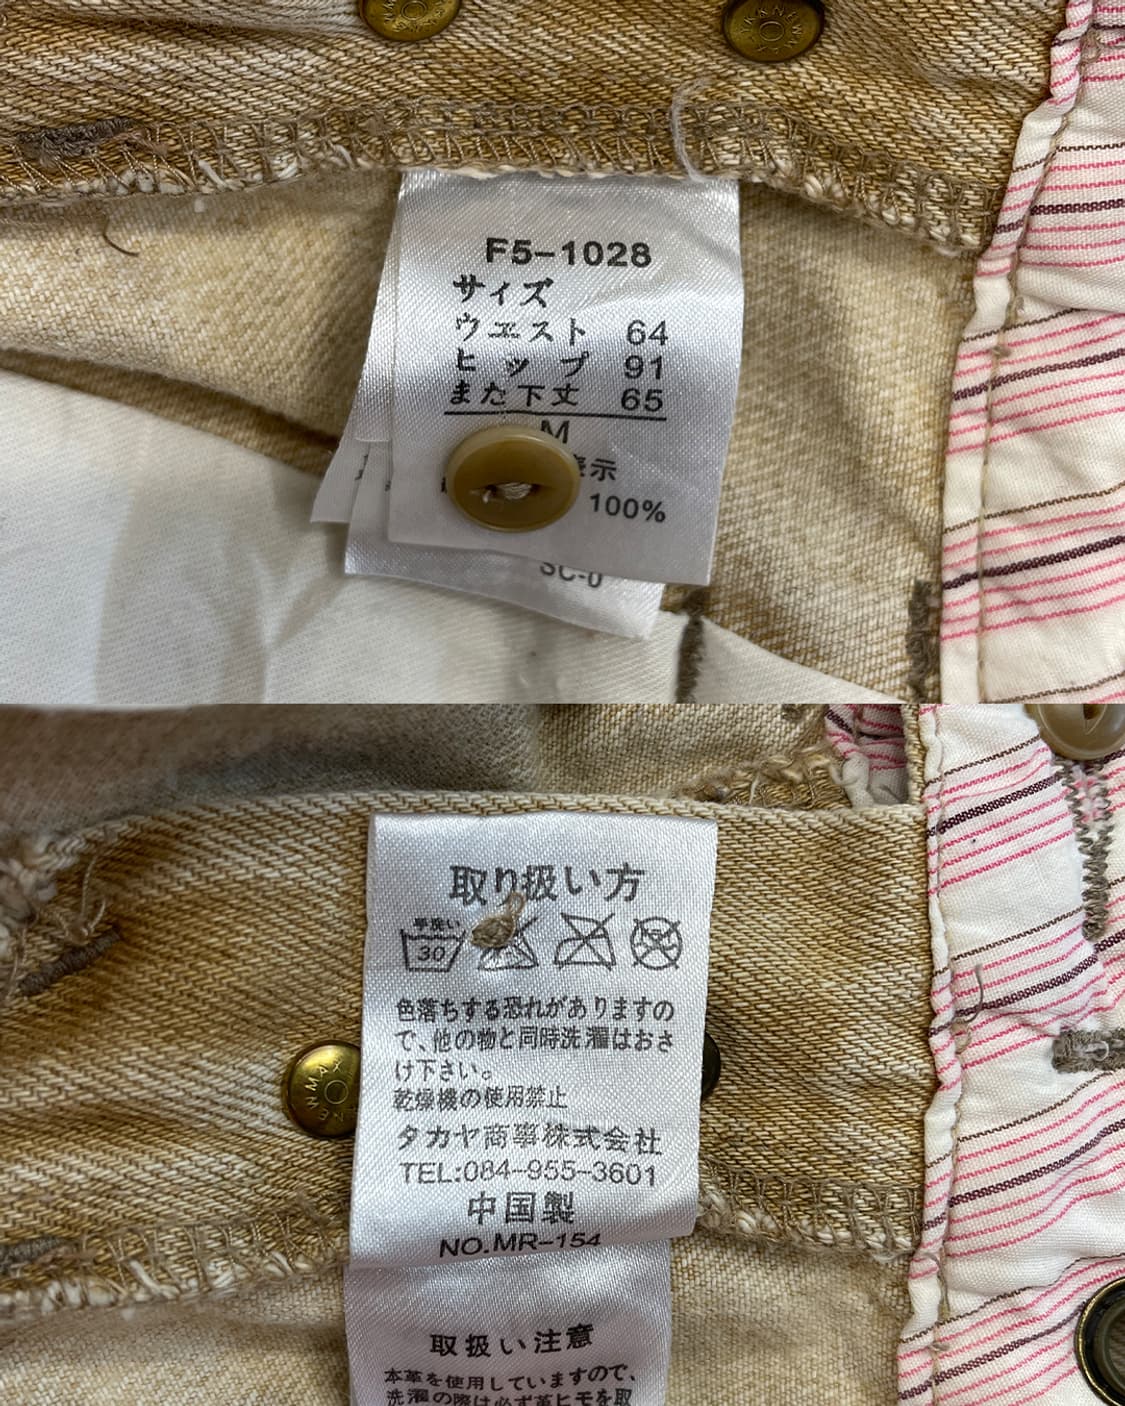 F5-1028
サイズ
ウエスト 64
ヒップ 91
また下丈 65
M
示
100%
SC-0
取り扱い方
手洗い
30
色落ちする恐れがありますの
で、他の物と同時洗濯はおさ
け下さい。
乾燥機の使用禁止
タカヤ商事株式会社
TEL:084-955-3601
中国製
NO.MR-154
取扱い注意
本革を使用していますので、
洗濯の際は必ず革ヒモを取